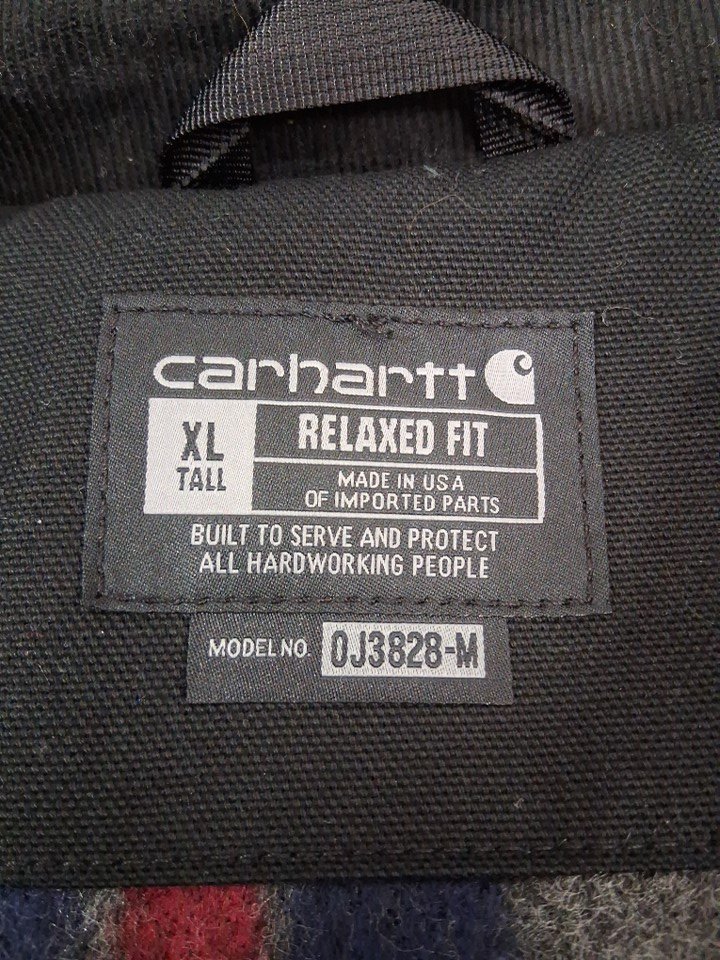 carhartt
XL
TALL
RELAXED FIT
MADE IN USA
OF IMPORTED PARTS
BUILT TO SERVE AND PROTECT
ALL HARDWORKING PEOPLE
MODEL NO. OJ3828-M